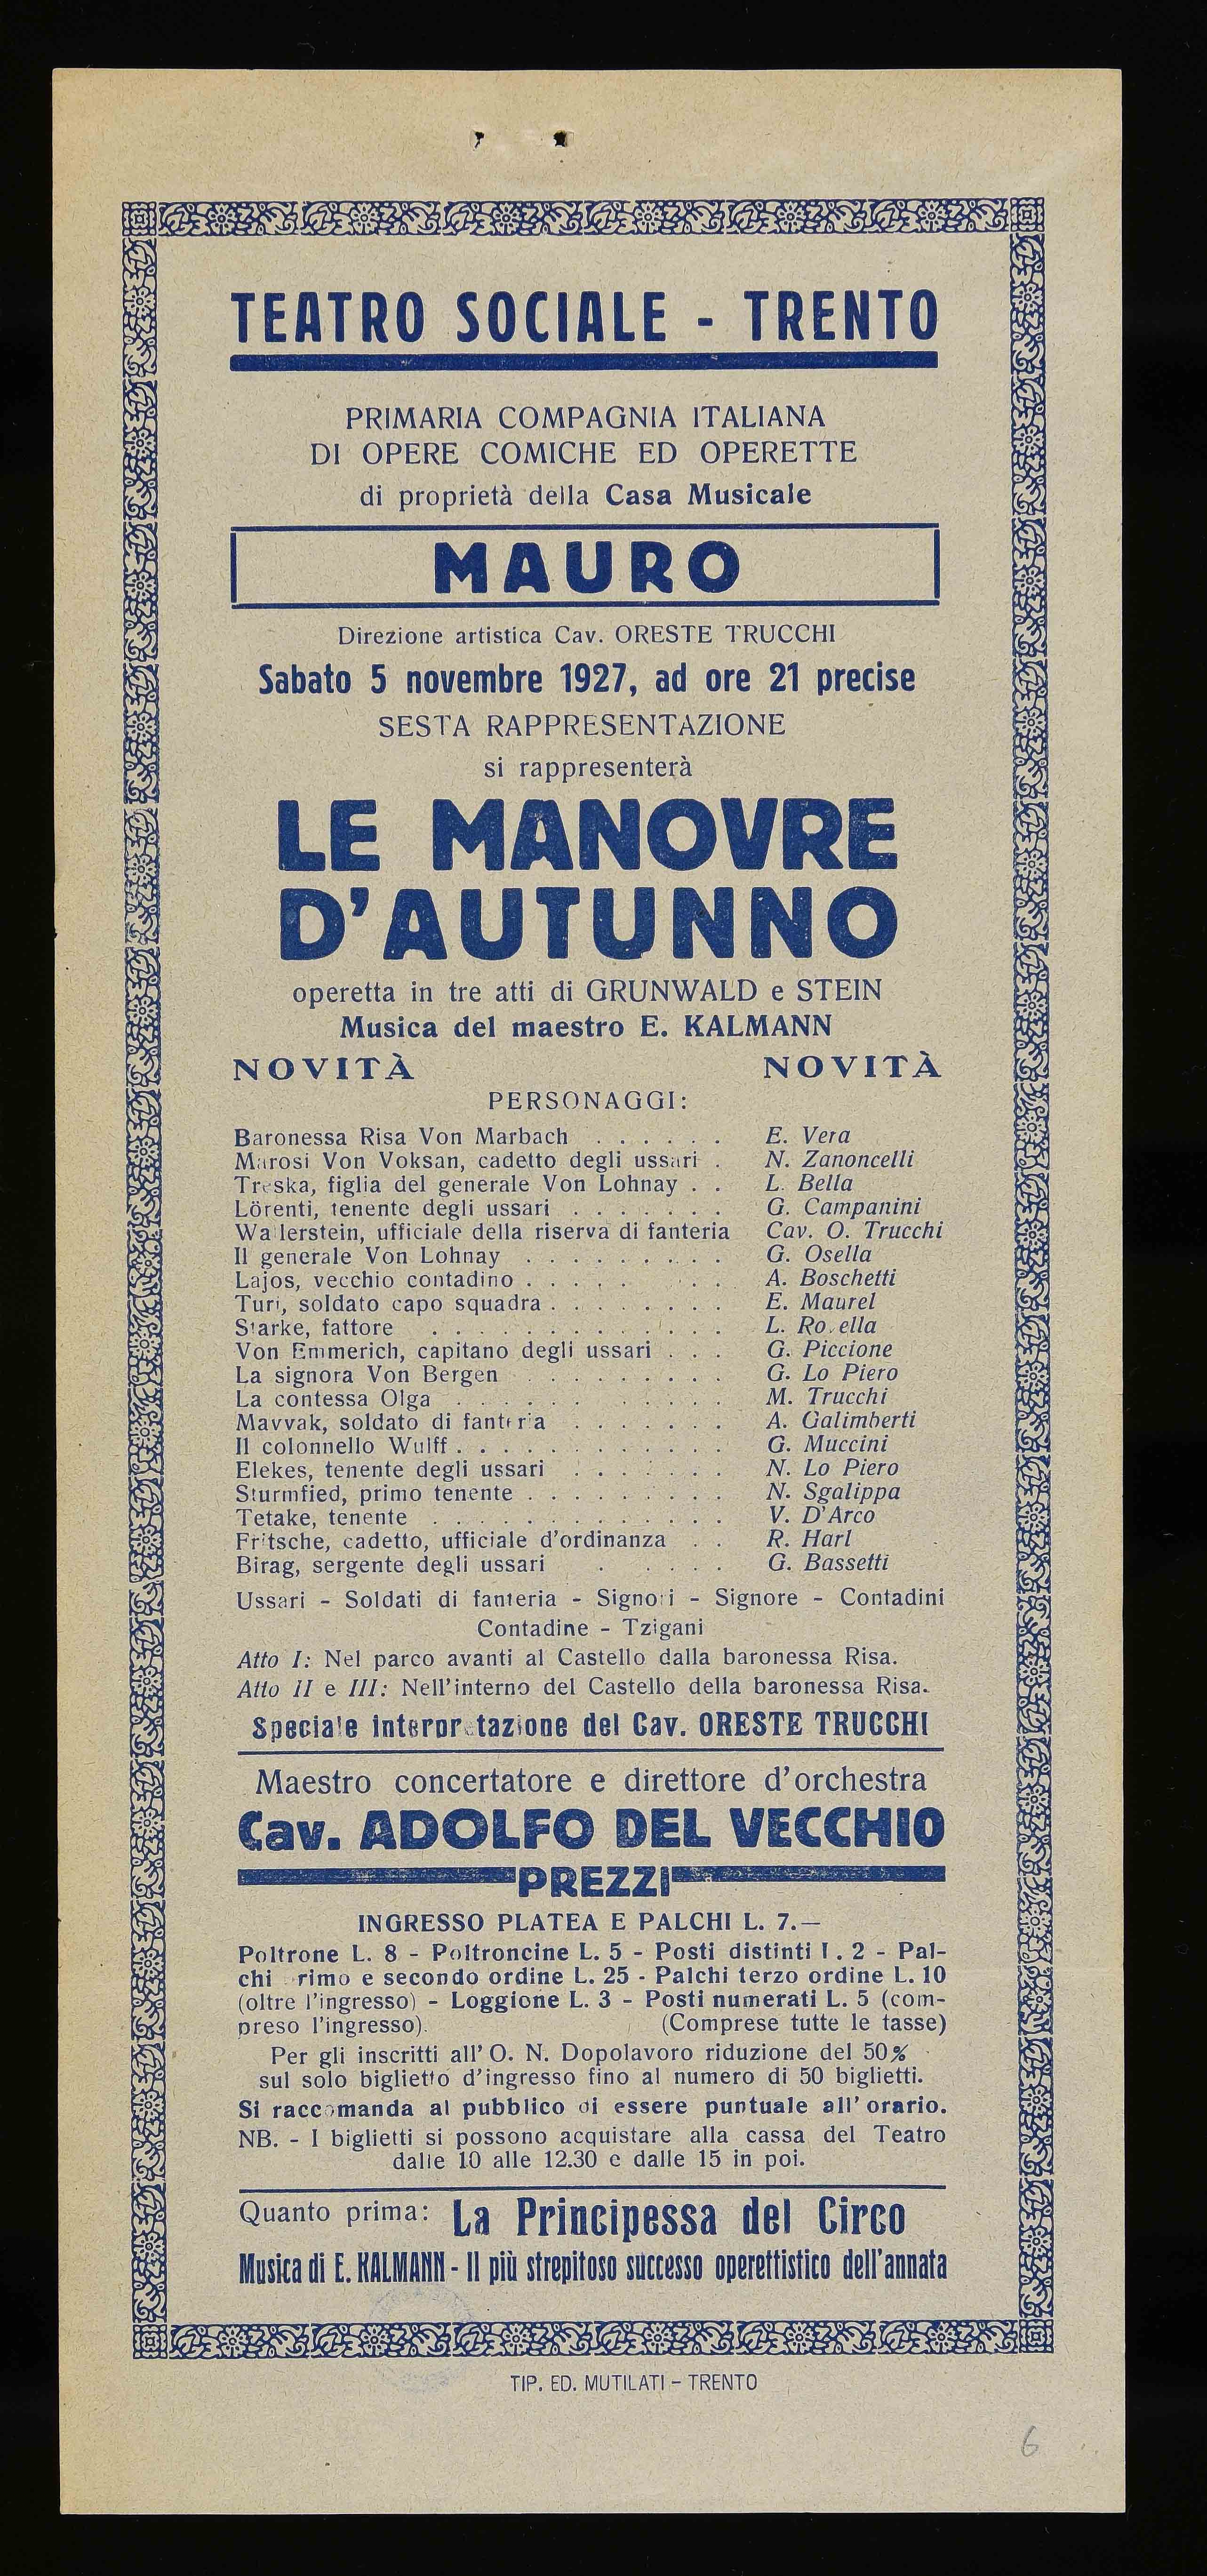 TEATRO SOCIALE - TRENTO
PRIMARIA COMPAGNIA ITALIANA
DI OPERE COMICHE ED OPERETTE
di proprietà della Casa Musicale
MAURO
Direzione artistica Cav. ORESTE TRUCCHI
Sabato 5 novembre 1927, ad ore 21 precise
SESTA RAPPRESENTAZIONE
si rappresenterà
LE MANOVRE
D'AUTUNNO
operetta in tre atti di GRUNWALD e STEIN
Musica del maestro E. KALMANN
NOVITÀ NOVITÀ
PERSONAGGI:
Baronessa Risa Von Marbach . . . . . . E. Vera
Marosi Von Voksan, cadetto degli ussari . N. Zanoncelli
Treska, figlia del generale Von Lohnay . . L. Bella
Lörenti, tenente degli ussari . . . . . . . G. Campanini
Wallerstein, ufficiale della riserva di fanteria Cav. O. Trucchi
Il generale Von Lohnay . . . . . . . . . G. Osella
Lajos, vecchio contadino . . . . . . . . A. Boschetti
Turi, soldato capo squadra . . . . . . . . E. Maurel
Starke, fattore . . . . . . . . . . . . L.
Von Emmerich, capitano degli ussari . . . G. Piccione
La signora Von Bergen . . . . . . . . . G. Lo Piero
La contessa Olga . . . . . . . . . . . M. Trucchi
Mavvak, soldato di fanteria . . . . . . . A. Galimberti
Il colonnello Wulff . . . . . . . . . . . G. Muccini
Elekes, tenente degli ussari . . . . . . . N. Lo Piero
Sturmfied, primo tenente . . . . . . . . . N. Sgalippa
Tetake, tenente . . . . . . . . . . . . V. D'Arco
Fritsche, cadetto, ufficiale d'ordinanza . . R. Harl
Birag, sergente degli ussari . . . . . G. Bassetti
Ussari - Soldati di fanteria - Signori - Signore - Contadini
Contadine - Tzigani
Atto I: Nel parco avanti al Castello dalla baronessa Risa.
Atto II e III: Nell'interno del Castello della baronessa Risa.
Speciale interpretazione del Cav. ORESTE TRUCCHI
Maestro concertatore e direttore d'orchestra
Cav. ADOLFO DEL VECCHIO
PREZZI
INGRESSO PLATEA E PALCHI L. 7.—
Poltrone L. 8 - Poltroncine L. 5 - Posti distinti L. 2 - Pal-
chi primo e secondo ordine L. 25 - Palchi terzo ordine L. 10
(oltre l'ingresso) - Loggione L. 3 - Posti numerati L. 5 (com-
preso l'ingresso). (Comprese tutte le tasse)
Per gli inscritti all' O. N. Dopolavoro riduzione del 50%
sul solo biglietto d'ingresso fino al numero di 50 biglietti.
Si raccomanda al pubblico di essere puntuale all' orario.
NB. - I biglietti si possono acquistare alla cassa del Teatro
dalle 10 alle 12.30 e dalle 15 in poi.
Quanto prima: La Principessa del Circo
Musica di E. KALMANN - Il più strepitoso successo operettistico dell'annata
TIP. ED. MUTILATI - TRENTO
6